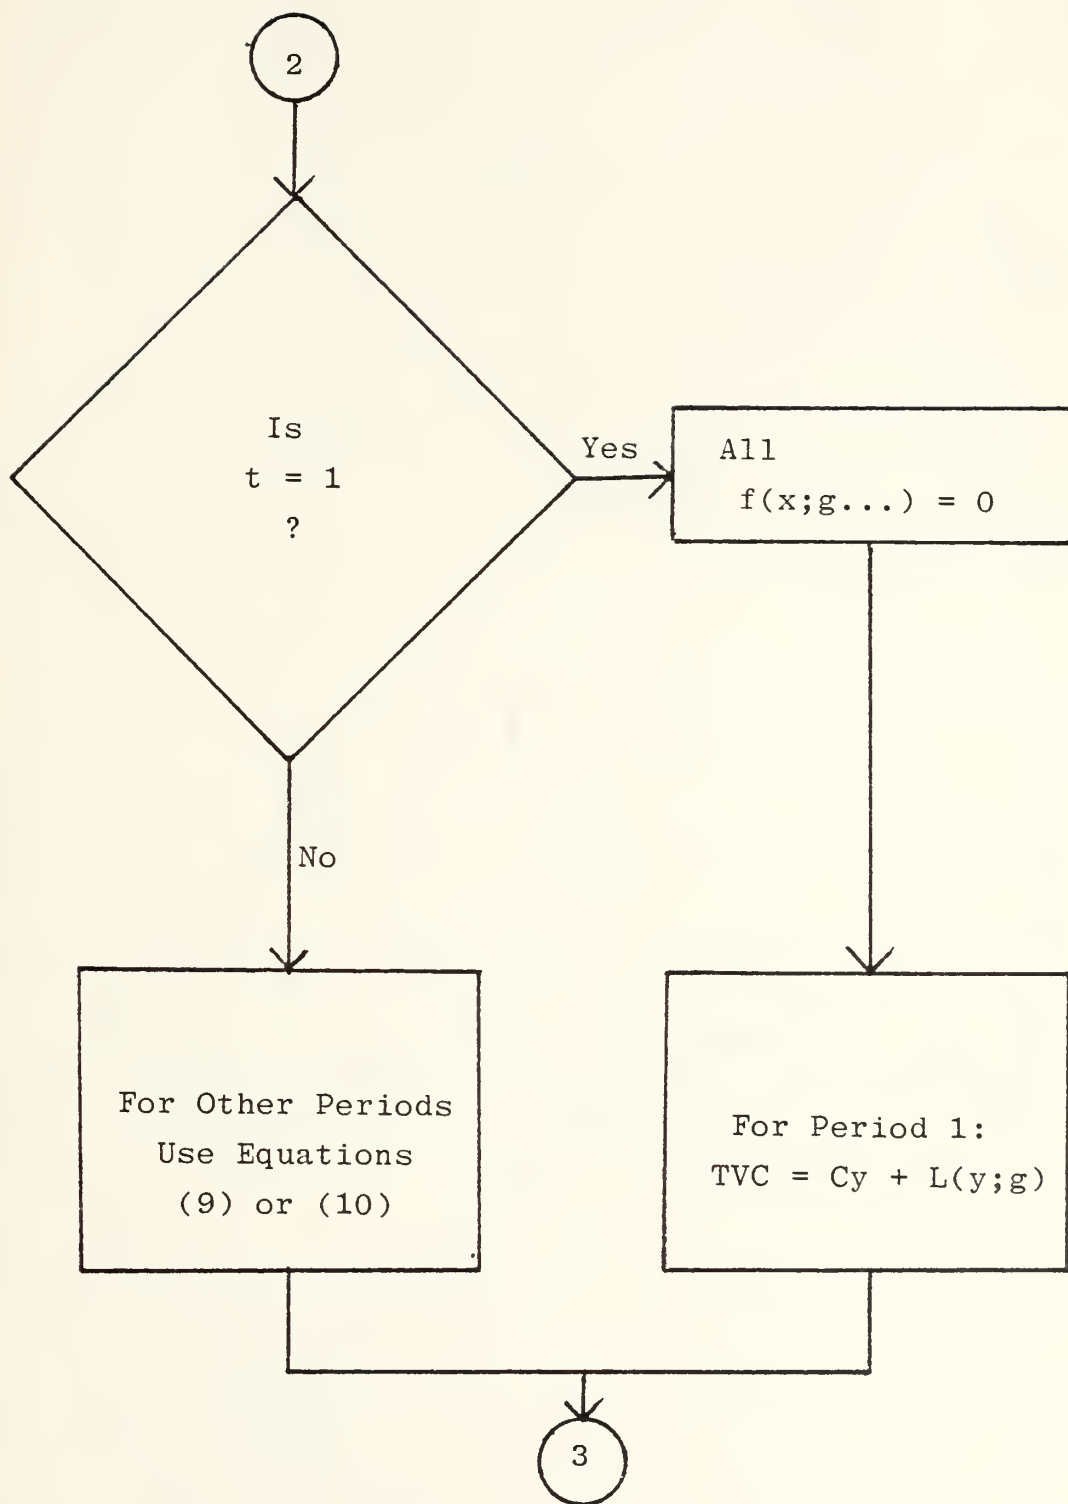 2
Is
t = 1
?
Yes
All
f(x;g...) = 0
No
For Other Periods
Use Equations
(9) or (10)
For Period 1:
TVC = Cy + L(y;g)
3